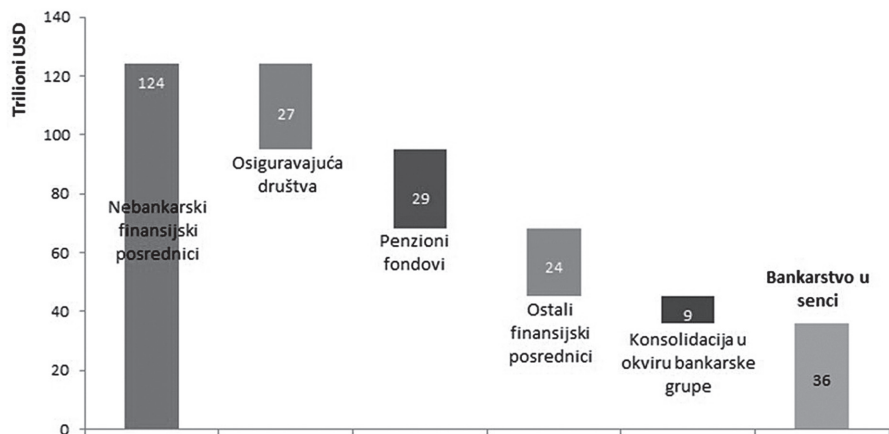 Trilioni USD
140
120
100
80
60
40
20
0
124
Nebankarski
finansijski
posrednici
27
Osiguravajuća
društva
29
Penzioni
fondovi
24
Ostali
finansijski
posrednici
9
Konsolidacija u
okviru bankarske
grupe
Bankarstvo u
senci
36